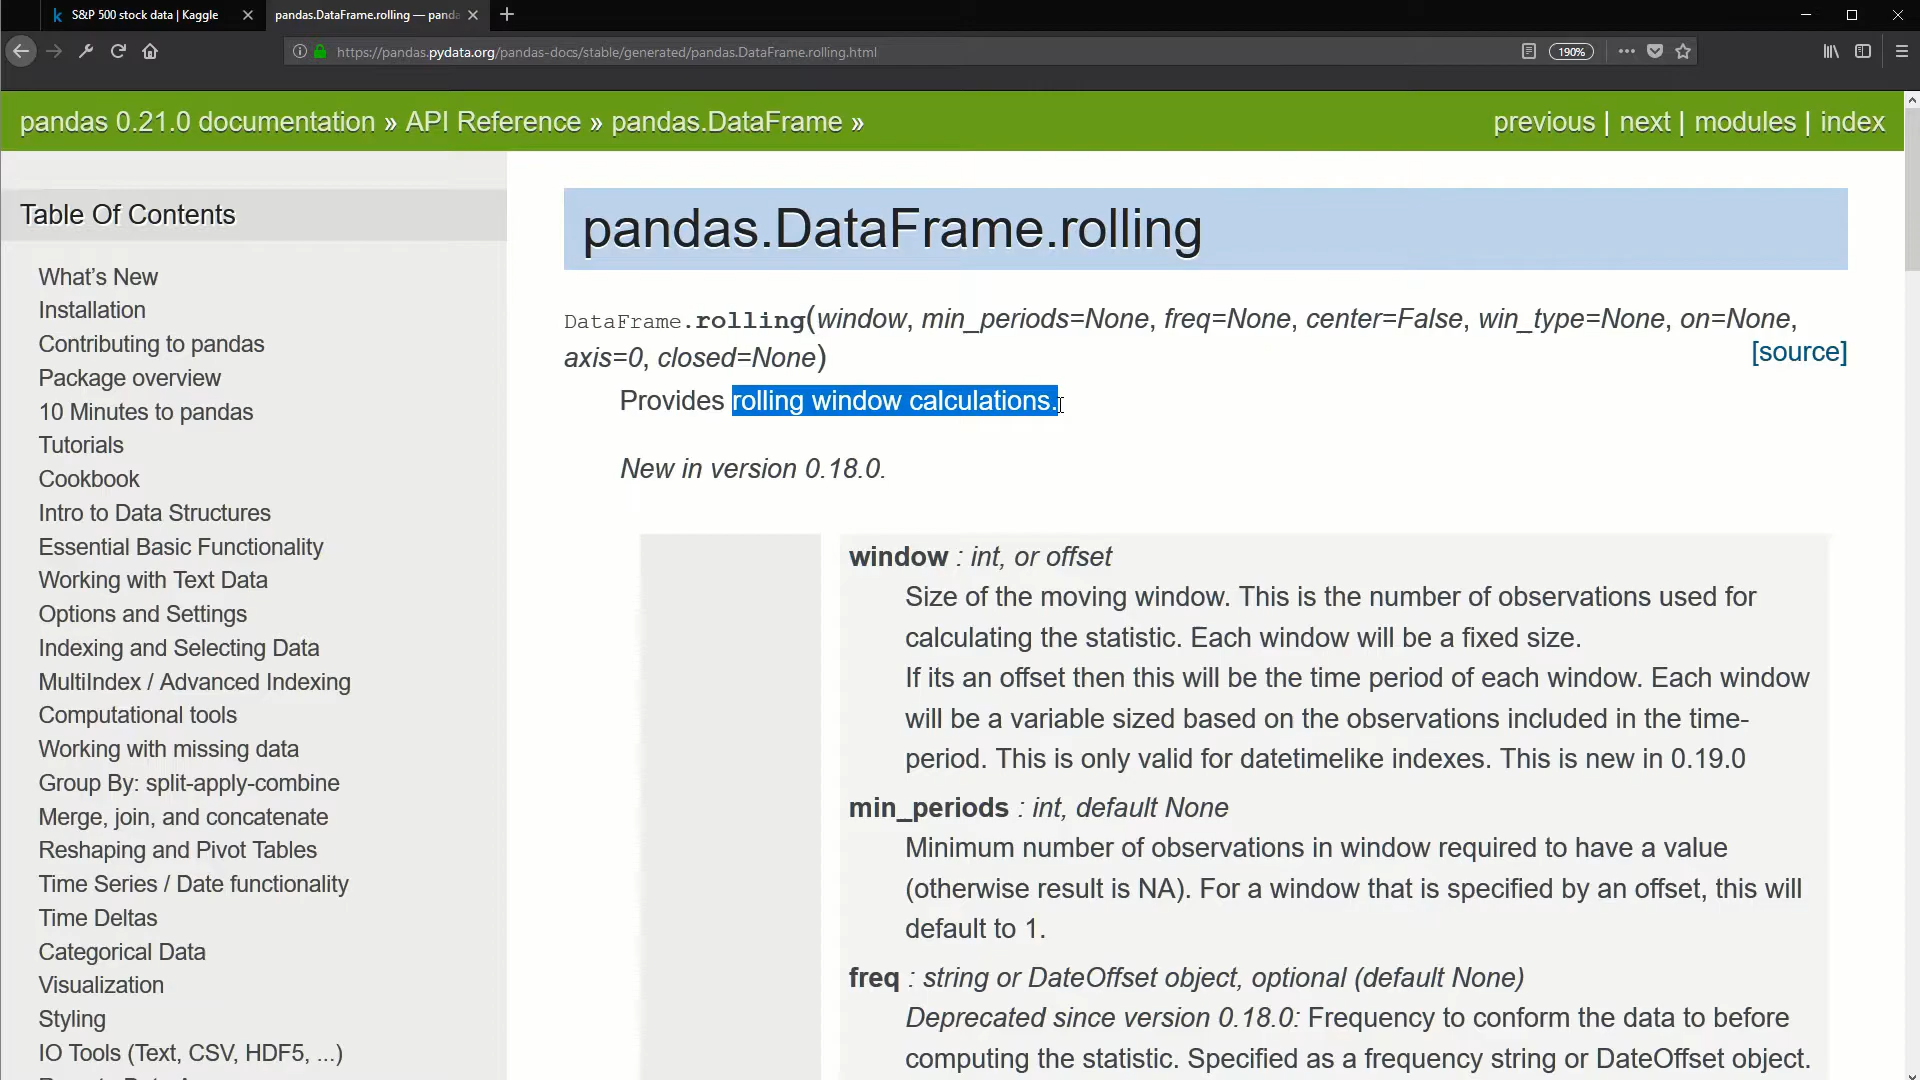 S&P 500 stock data | Kaggle
pandas.DataFrame.rolling — panda
https://pandas.pydata.org/pandas-docs/stable/generated/pandas.DataFrame.rolling.html
190%
pandas 0.21.0 documentation » API Reference » pandas.DataFrame »
previous | next | modules | index
Table Of Contents
What’s New
Installation
Contributing to pandas
Package overview
10 Minutes to pandas
Tutorials
Cookbook
Intro to Data Structures
Essential Basic Functionality
Working with Text Data
Options and Settings
Indexing and Selecting Data
MultiIndex / Advanced Indexing
Computational tools
Working with missing data
Group By: split-apply-combine
Merge, join, and concatenate
Reshaping and Pivot Tables
Time Series / Date functionality
Time Deltas
Categorical Data
Visualization
Styling
IO Tools (Text, CSV, HDF5, ...)
pandas.DataFrame.rolling
DataFrame.rolling(window, min_periods=None, freq=None, center=False, win_type=None, on=None,
axis=0, closed=None)
[source]
Provides rolling window calculations.
New in version 0.18.0.
window : int, or offset
Size of the moving window. This is the number of observations used for
calculating the statistic. Each window will be a fixed size.
If its an offset then this will be the time period of each window. Each window
will be a variable sized based on the observations included in the time-
period. This is only valid for datetimelike indexes. This is new in 0.19.0
min_periods : int, default None
Minimum number of observations in window required to have a value
(otherwise result is NA). For a window that is specified by an offset, this will
default to 1.
freq : string or DateOffset object, optional (default None)
Deprecated since version 0.18.0: Frequency to conform the data to before
computing the statistic. Specified as a frequency string or DateOffset object.